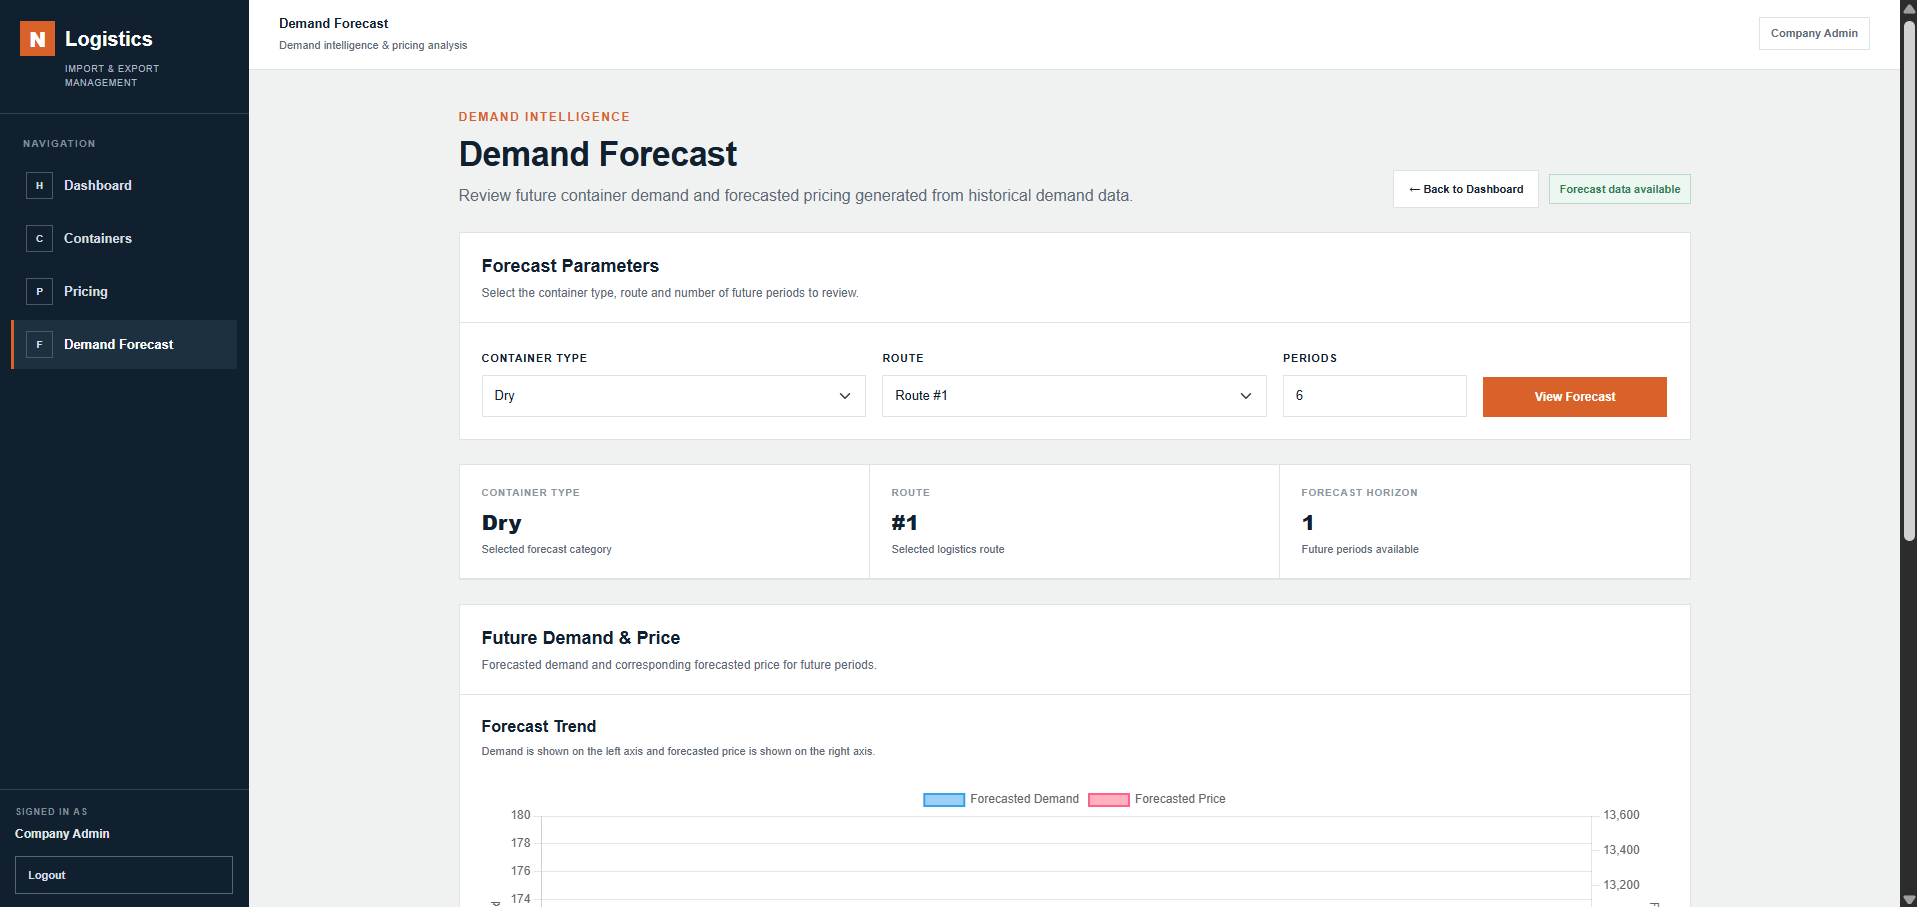 N
Logistics
IMPORT & EXPORT
MANAGEMENT
NAVIGATION
H Dashboard
C Containers
P Pricing
F Demand Forecast
SIGNED IN AS
Company Admin
Logout
Demand Forecast
Demand intelligence & pricing analysis
Company Admin
DEMAND INTELLIGENCE
Demand Forecast
Review future container demand and forecasted pricing generated from historical demand data.
← Back to Dashboard
Forecast data available
Forecast Parameters
Select the container type, route and number of future periods to review.
CONTAINER TYPE
Dry
ROUTE
Route #1
PERIODS
6
View Forecast
CONTAINER TYPE
Dry
Selected forecast category
ROUTE
#1
Selected logistics route
FORECAST HORIZON
1
Future periods available
Future Demand & Price
Forecasted demand and corresponding forecasted price for future periods.
Forecast Trend
Demand is shown on the left axis and forecasted price is shown on the right axis.
Forecasted Demand
Forecasted Price
180
178
176
174
13,600
13,400
13,200